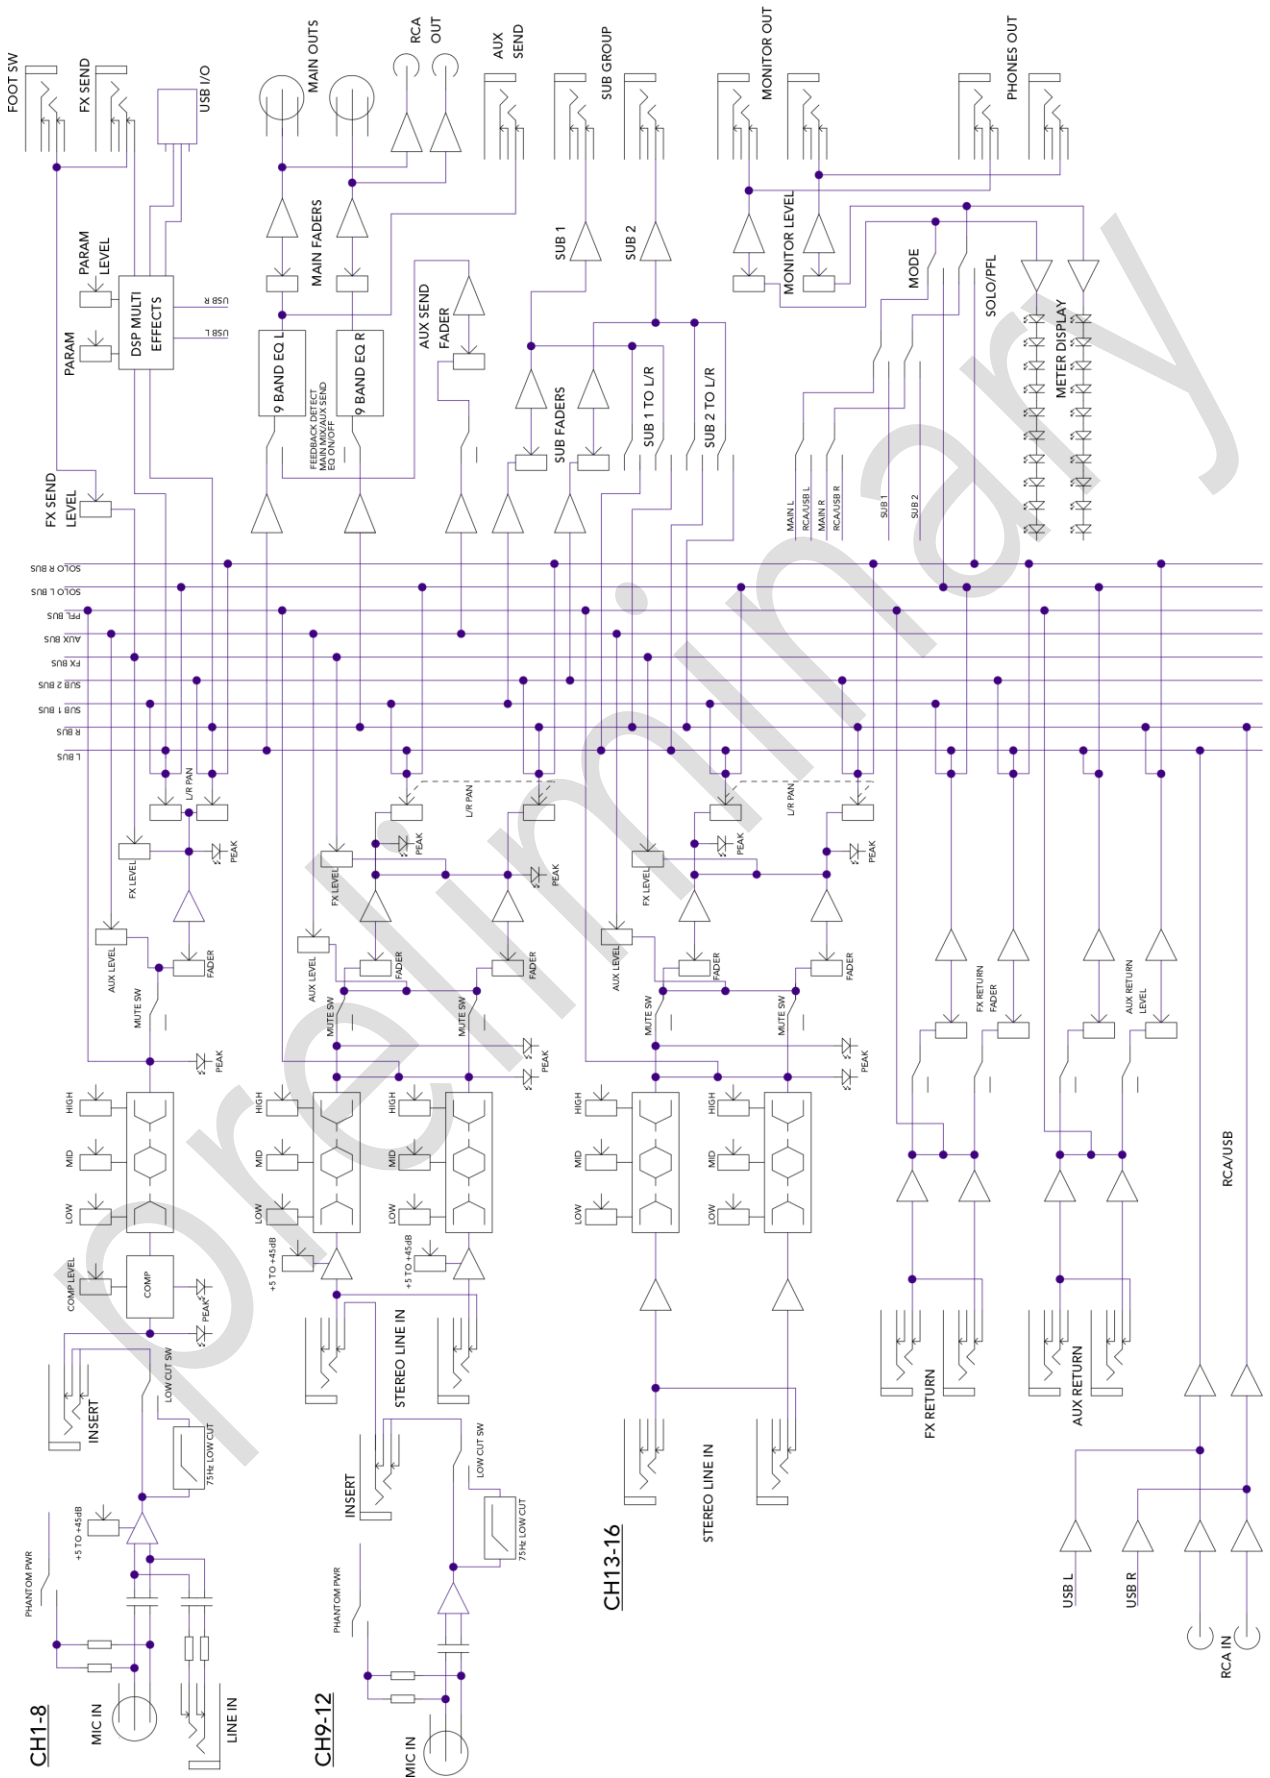 FOOT SW
FX SEND
USB I/O
MAIN OUTS
RCA
OUT
AUX
SEND
SUB GROUP
MONITOR OUT
PHONES OUT
PARAM
PARAM
LEVEL
DSP MULTI
EFFECTS
USB R
USB L
MAIN FADERS
9 BAND EQ L
9 BAND EQ R
FEEDBACK DETECT
MAIN MIX/AUX SEND
EQ ON/OFF
AUX SEND
FADER
SUB 1
SUB 2
SUB FADERS
SUB 1 TO L/R
SUB 2 TO L/R
MONITOR LEVEL
MODE
SOLO/PFL
METER DISPLAY
MAIN L
RCA/USB L
MAIN R
RCA/USB R
SUB 1
SUB 2
FX SEND
LEVEL
SOLO R BUS
SOLO L BUS
PFL BUS
AUX BUS
FX BUS
SUB 2 BUS
SUB 1 BUS
R BUS
L BUS
preliminary
L/R PAN
FX LEVEL
PEAK
AUX LEVEL
FADER
MUTE SW
PEAK
HIGH
MID
LOW
COMP LEVEL
COMP
PEAK
LOW CUT SW
INSERT
75Hz LOW CUT
+5 TO +45dB
PHANTOM PWR
MIC IN
LINE IN
CH1-8
L/R PAN
PEAK
FX LEVEL
PEAK
AUX LEVEL
FADER
FADER
MUTE SW
MUTE SW
PEAK
HIGH
HIGH
MID
MID
LOW
LOW
+5 TO +45dB
+5 TO +45dB
STEREO LINE IN
INSERT
LOW CUT SW
75Hz LOW CUT
PHANTOM PWR
MIC IN
CH9-12
L/R PAN
PEAK
FX LEVEL
PEAK
AUX LEVEL
FADER
FADER
MUTE SW
MUTE SW
PEAK
HIGH
HIGH
MID
MID
LOW
LOW
STEREO LINE IN
CH13-16
FX RETURN
FADER
AUX RETURN
LEVEL
FX RETURN
AUX RETURN
RCA/USB
USB L
USB R
RCA IN